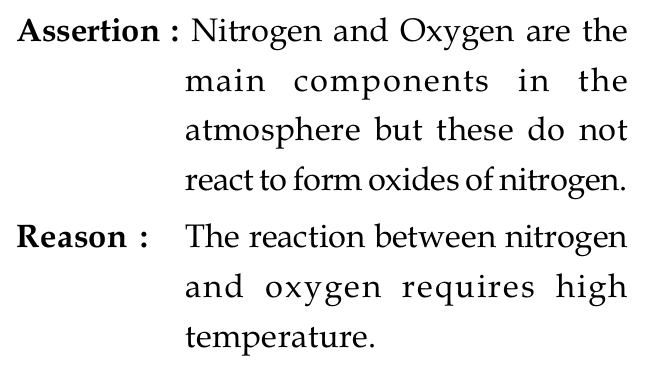 Assertion : Nitrogen and Oxygen are the
main components in the
atmosphere but these do not
react to form oxides of nitrogen.
Reason : The reaction between nitrogen
and oxygen requires high
temperature.